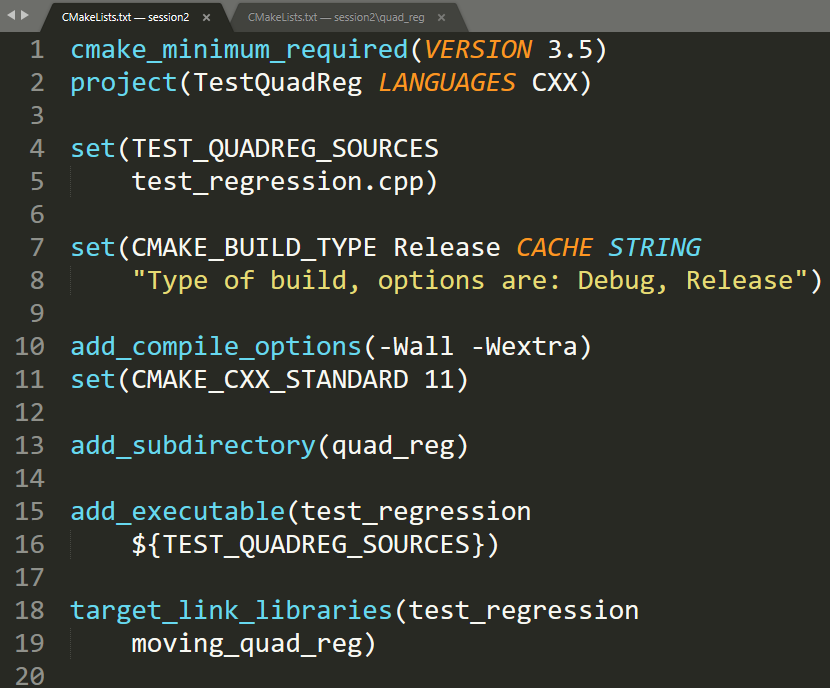 CMakeLists.txt — session2 × CMakeLists.txt — session2\quad_reg ×
1 cmake_minimum_required(VERSION 3.5)
2 project(TestQuadReg LANGUAGES CXX)
3
4 set(TEST_QUADREG_SOURCES
5     test_regression.cpp)
6
7 set(CMAKE_BUILD_TYPE Release CACHE STRING
8     "Type of build, options are: Debug, Release")
9
10 add_compile_options(-Wall -Wextra)
11 set(CMAKE_CXX_STANDARD 11)
12
13 add_subdirectory(quad_reg)
14
15 add_executable(test_regression
16     ${TEST_QUADREG_SOURCES})
17
18 target_link_libraries(test_regression
19     moving_quad_reg)
20